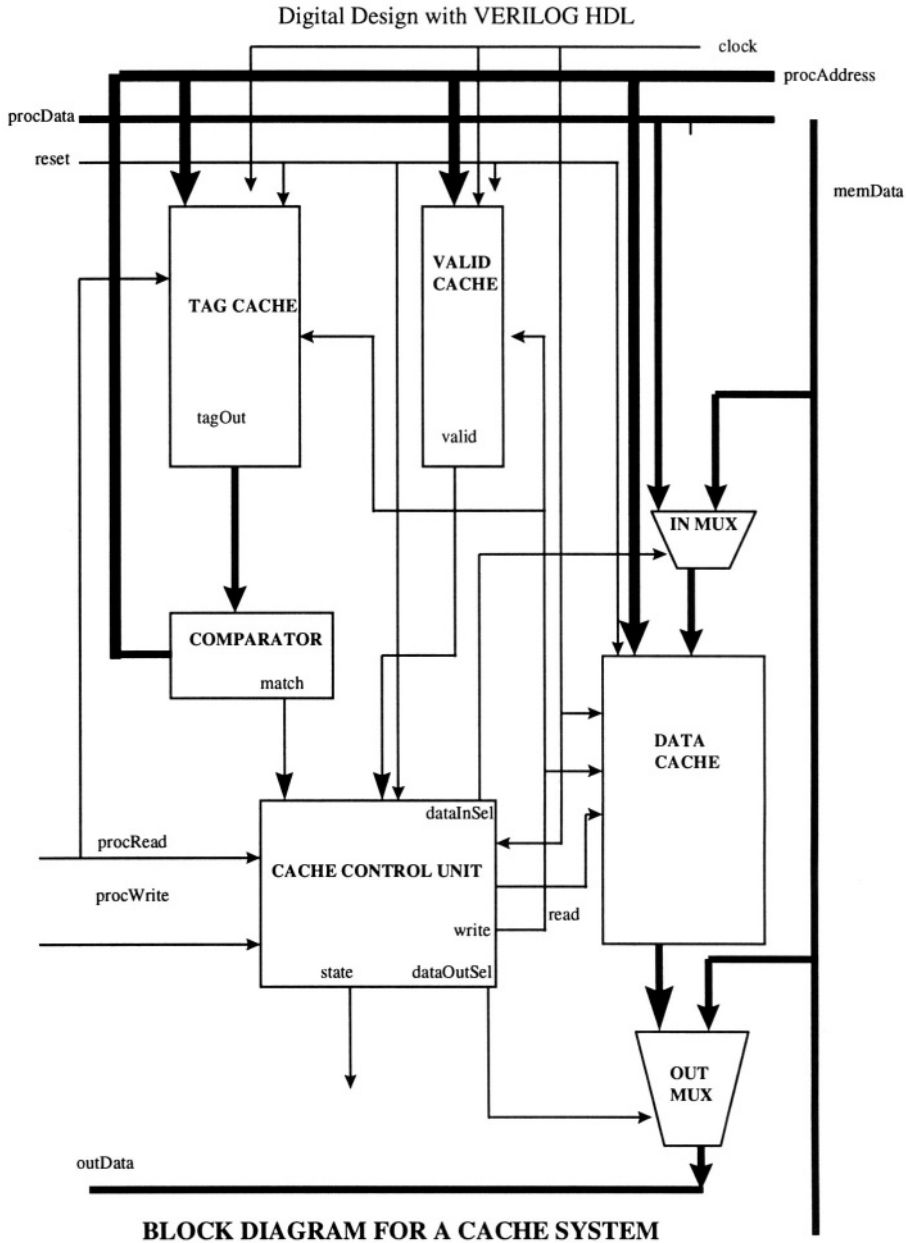 Digital Design with VERILOG HDL
clock
procAddress
procData
reset
memData
VALID
CACHE
TAG CACHE
tagOut
valid
IN MUX
COMPARATOR
match
DATA
CACHE
dataInSel
procRead
CACHE CONTROL UNIT
procWrite
read
write
state
dataOutSel
OUT
MUX
outData
BLOCK DIAGRAM FOR A CACHE SYSTEM